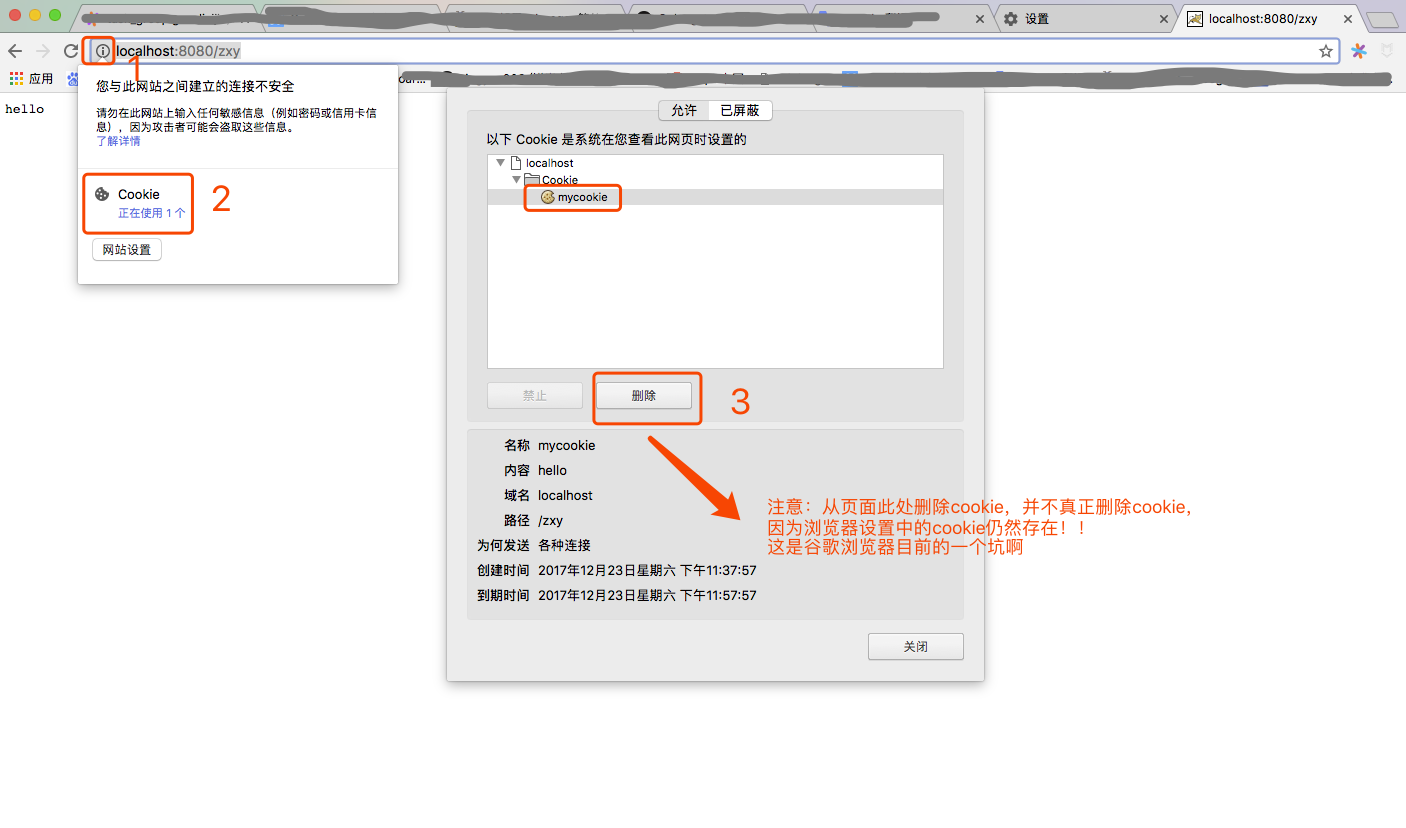 设置
localhost:8080/zxy
localhost:8080/zxy
应用
1
您与此网站之间建立的连接不安全
请勿在此网站上输入任何敏感信息（例如密码或信用卡信
息），因为攻击者可能会盗取这些信息。
了解详情
Cookie
正在使用 1 个
2
网站设置
hello
允许
已屏蔽
以下 Cookie 是系统在您查看此网页时设置的
localhost
Cookie
mycookie
禁止
删除
3
名称 mycookie
内容 hello
域名 localhost
路径 /zxy
为何发送 各种连接
创建时间 2017年12月23日星期六 下午11:37:57
到期时间 2017年12月23日星期六 下午11:57:57
注意：从页面此处删除cookie，并不真正删除cookie，
因为浏览器设置中的cookie仍然存在！！
这是谷歌浏览器目前的一个坑啊
关闭